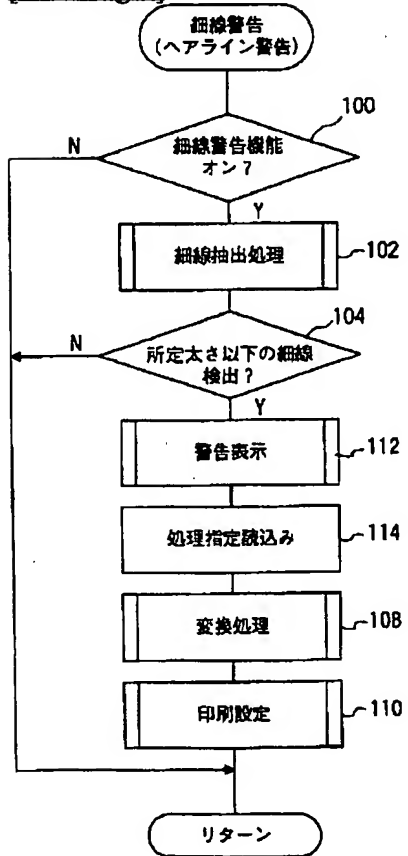 細線警告
(ヘアライン警告)
100
細線警告機能
オン?
N
Y
細線抽出処理
102
104
N
所定太さ以下の細線
検出?
Y
警告表示
112
処理指定読込み
114
変換処理
108
印刷設定
110
リターン